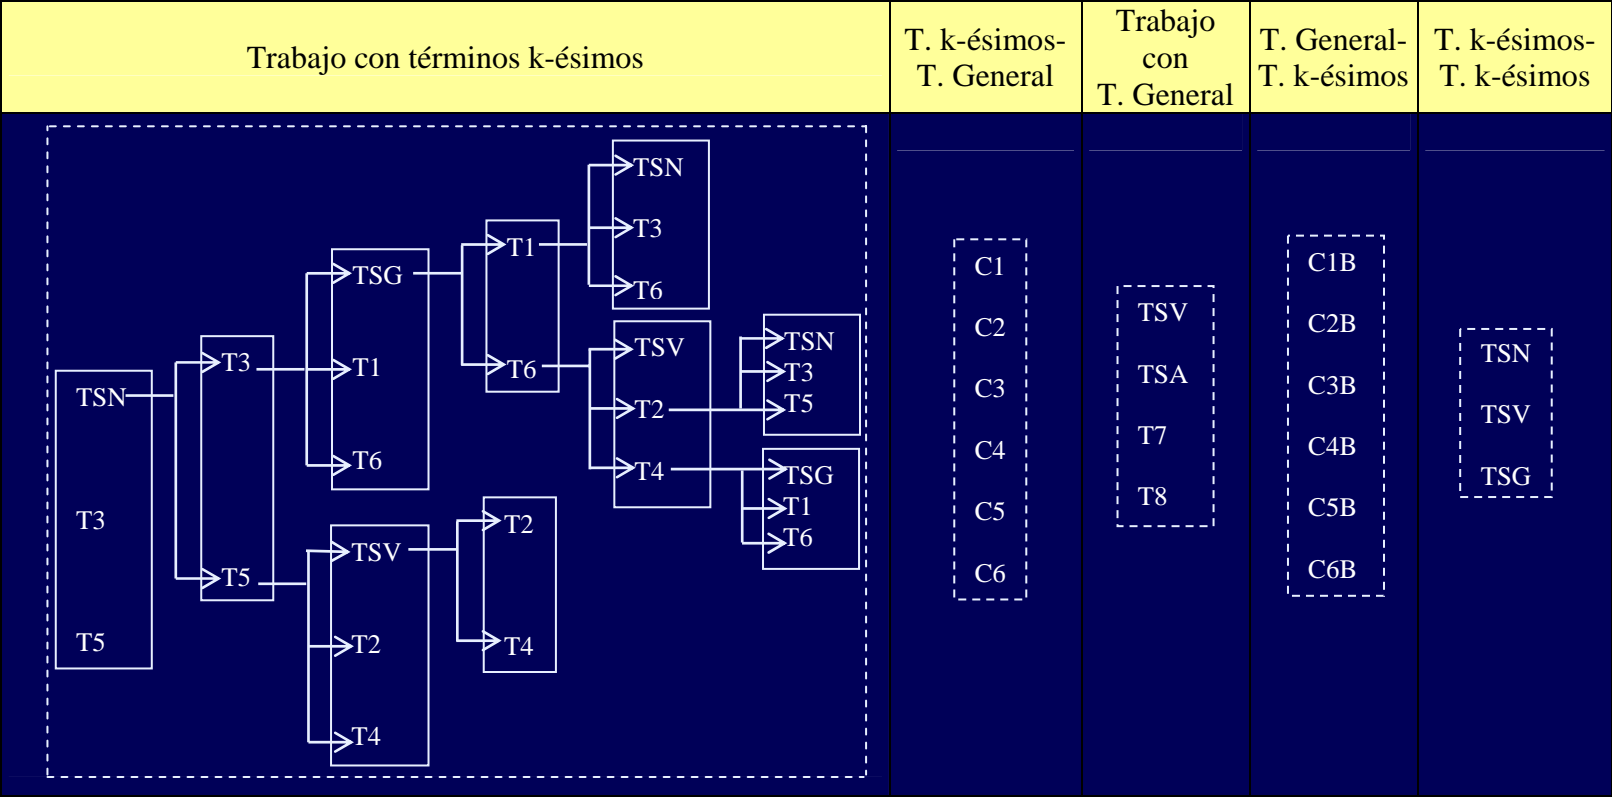 Trabajo con términos k-ésimos
T. k-ésimos-
T. General
Trabajo
con
T. General
T. General-
T. k-ésimos
T. k-ésimos-
T. k-ésimos
TSN
T3
T5
T3
T5
TSG
T1
T6
TSV
T2
T4
T1
T6
T2
T4
TSN
T3
T6
TSV
T2
T4
TSN
T3
T5
TSG
T1
T6
C1
C2
C3
C4
C5
C6
TSV
TSA
T7
T8
C1B
C2B
C3B
C4B
C5B
C6B
TSN
TSV
TSG